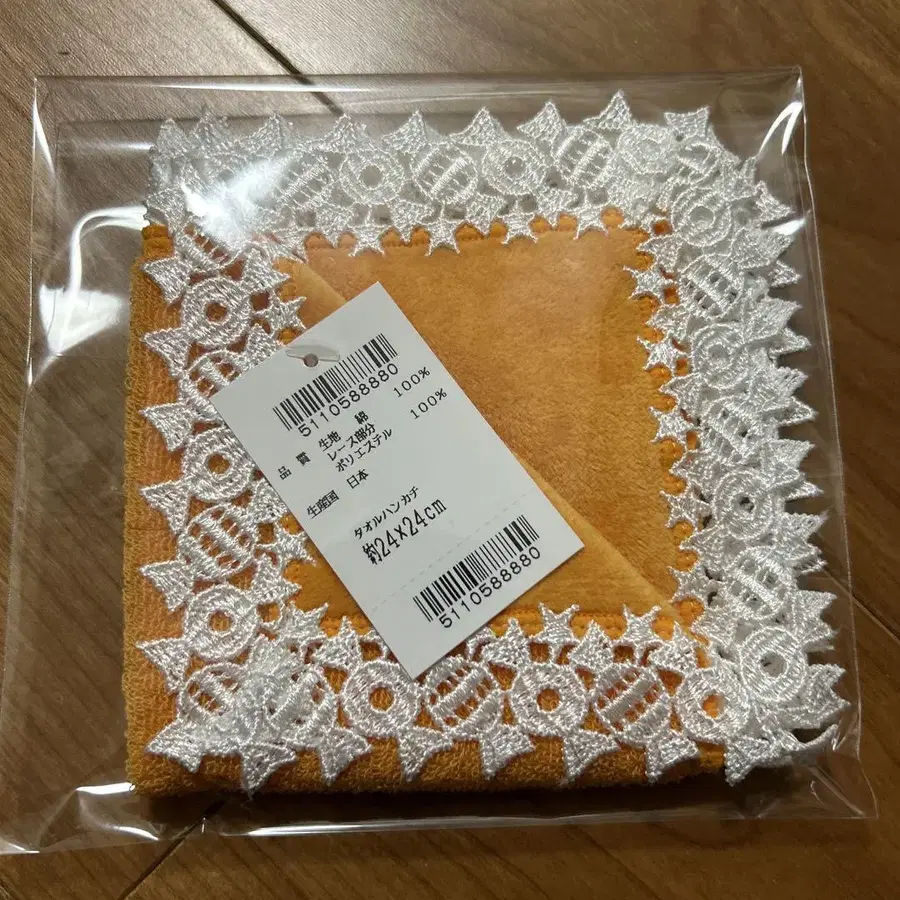 5110588880
品質 生地 綿 100%
レース部分
ポリエステル 100%
生産国 日本
タオルハンカチ
約24×24cm
5110588880